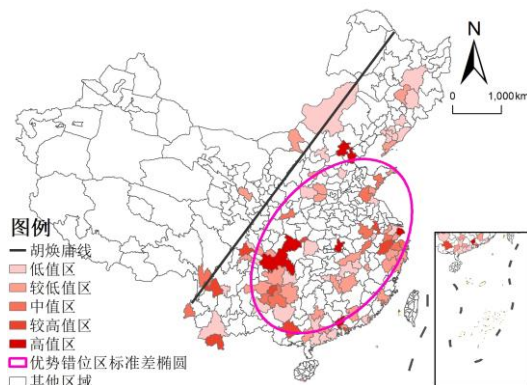 N
0
1,000 km
图例
胡焕庸线
低值区
较低值区
中值区
较高值区
高值区
优势错位区标准差椭圆
其他区域